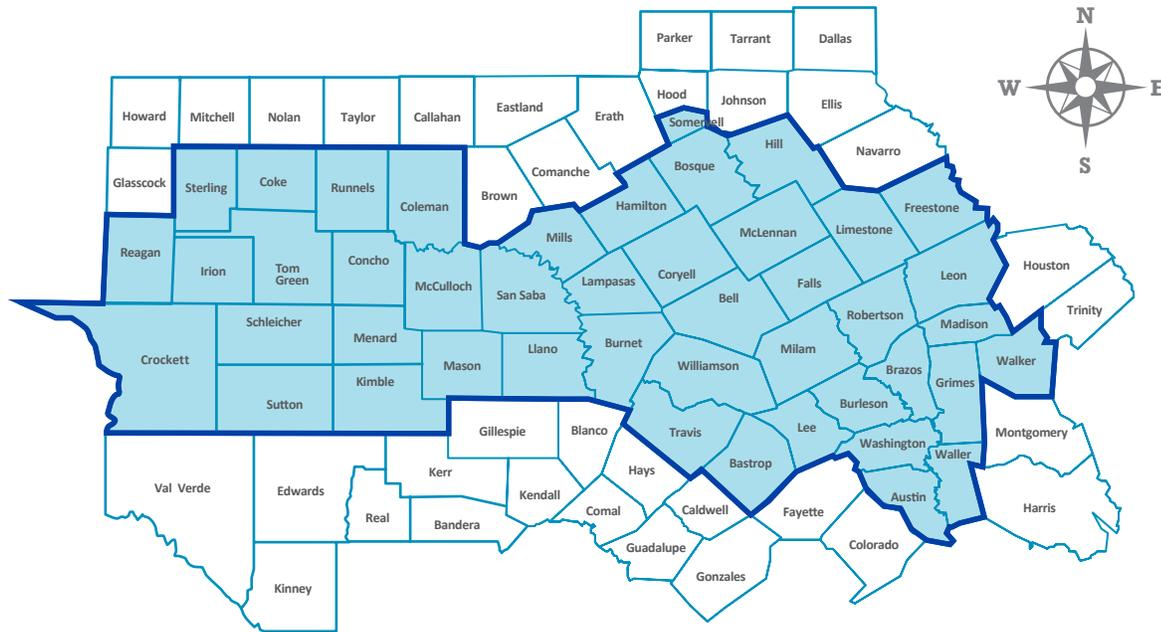 N
Parker
Tarrant
Dallas
W
E
Hood
Johnson
Ellis
Howard
Mitchell
Nolan
Taylor
Callahan
Eastland
Erath
Somervell
Navarro
S
Hill
Glasscock
Sterling
Coke
Runnels
Coleman
Brown
Comanche
Bosque
Hamilton
Freestone
McLennan
Limestone
Mills
Reagan
Irion
Tom
Green
Concho
McCulloch
San Saba
Lampasas
Coryell
Bell
Falls
Leon
Houston
Trinity
Schleicher
Menard
Llano
Burnet
Robertson
Madison
Crockett
Mason
Williamson
Milam
Brazos
Walker
Kimble
Grimes
Sutton
Burleson
Gillespie
Blanco
Travis
Lee
Washington
Montgomery
Waller
Kerr
Hays
Bastrop
Val Verde
Edwards
Kendall
Real
Bandera
Comal
Caldwell
Fayette
Austin
Harris
Guadalupe
Colorado
Kinney
Gonzales